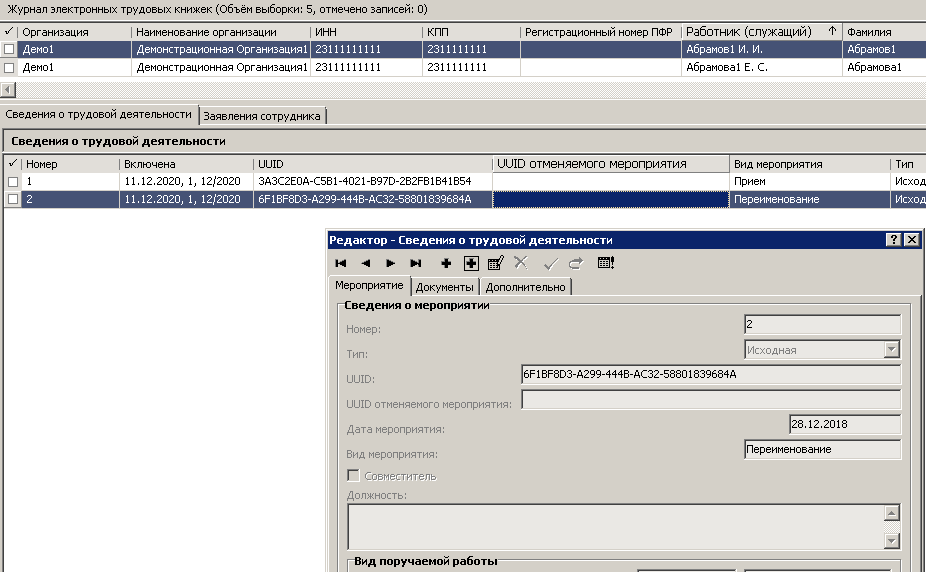 Журнал электронных трудовых книжек (Объём выборки: 5, отмечено записей: 0)
Организация Наименование организации ИНН КПП Регистрационный номер ПФР Работник (служащий) Фамилия
Демо1 Демонстрационная Организация1 23111111111 23111111111 Абрамов1 И. И. Абрамов1
Демо1 Демонстрационная Организация1 23111111111 23111111111 Абрамова1 Е. С. Абрамова1
Сведения о трудовой деятельности Заявления сотрудника
Сведения о трудовой деятельности
Номер Включена UUID UUID отменяемого мероприятия Вид мероприятия Тип
1 11.12.2020, 1, 12/2020 3A3C2E0A-C5B1-4021-B97D-2B2FB1B41B54 Прием Исход
2 11.12.2020, 1, 12/2020 6F1BF8D3-A299-444B-AC32-58801839684A Переименование Исход
Редактор - Сведения о трудовой деятельности
Мероприятие Документы Дополнительно
Сведения о мероприятии
Номер: 2
Тип: Исходная
UUID: 6F1BF8D3-A299-444B-AC32-58801839684A
UUID отменяемого мероприятия:
Дата мероприятия: 28.12.2018
Вид мероприятия: Переименование
Совместитель
Должность:
Вид поручаемой работы